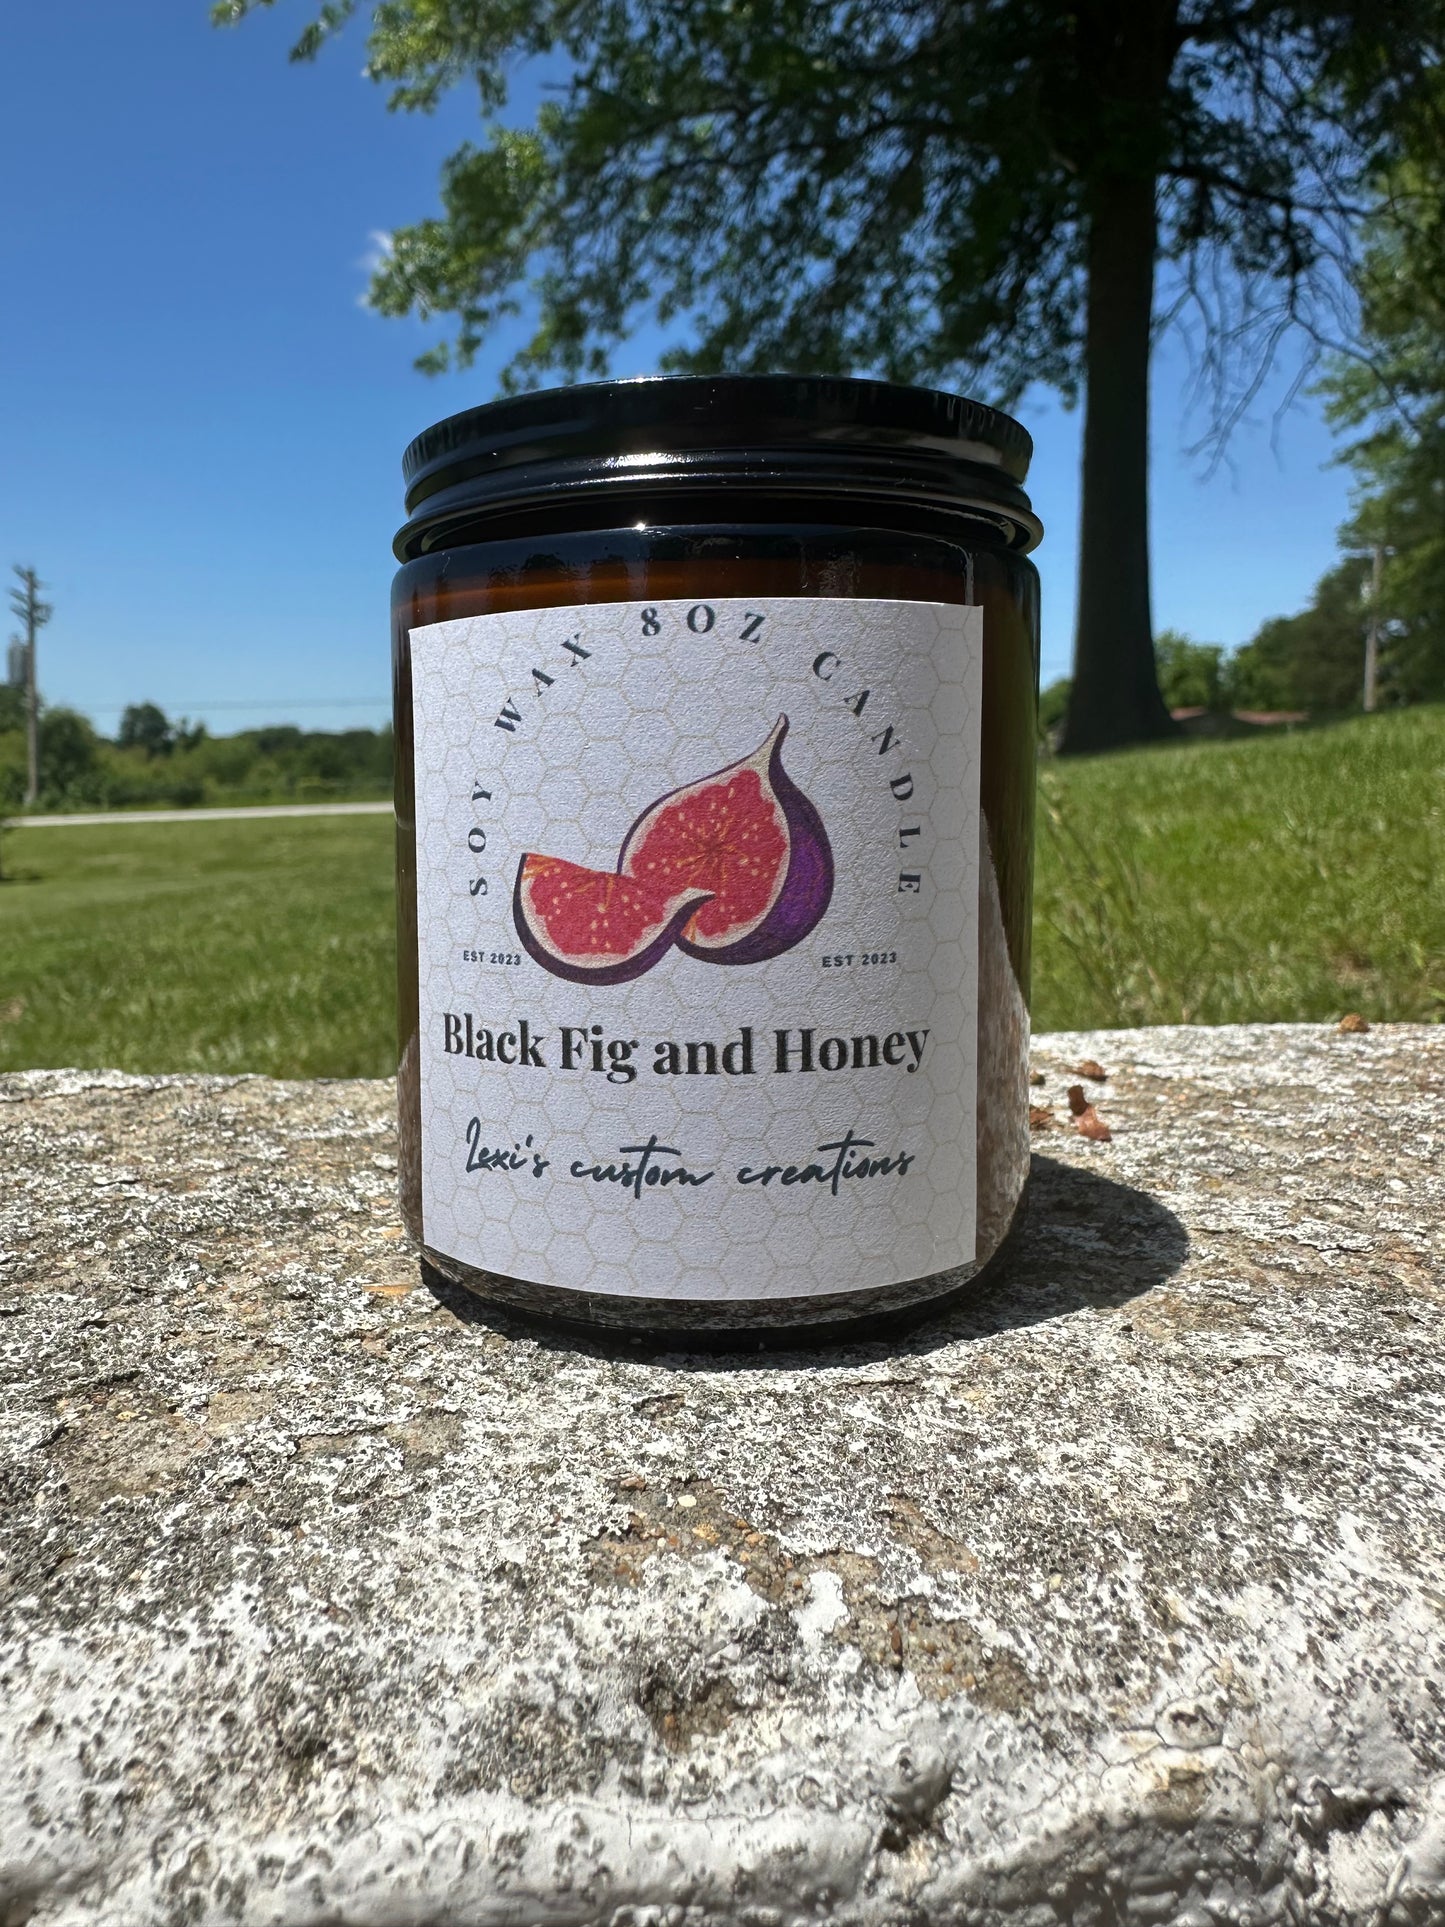 SOY WAX 8OZ CANDLE
EST 2023 EST 2023
Black Fig and Honey
Lexi's custom creations